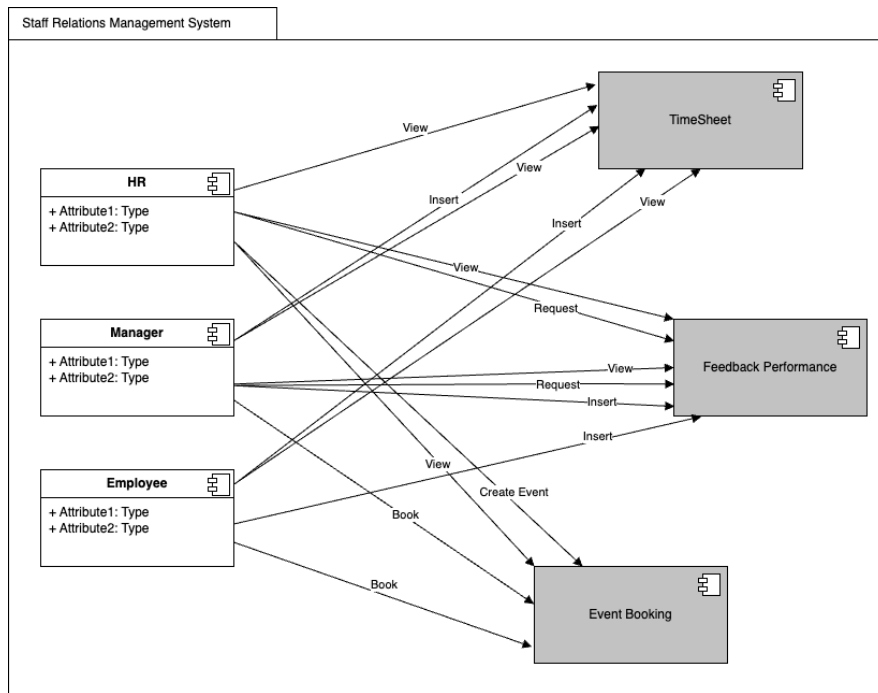 Staff Relations Management System
TimeSheet
View
HR
View
+ Attribute1: Type
+ Attribute2: Type
Insert
View
Insert
View
Request
Manager
+ Attribute1: Type
+ Attribute2: Type
View
Feedback Performance
Request
Insert
Insert
Employee
View
+ Attribute1: Type
+ Attribute2: Type
Create Event
Book
Book
Event Booking